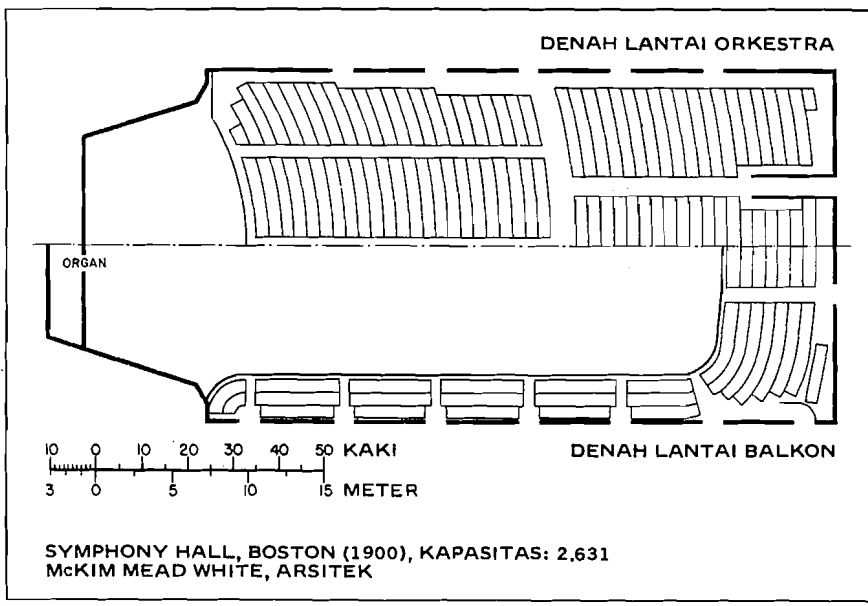 DENAH LANTAI ORKESTRA
ORGAN
DENAH LANTAI BALKON
10 0 10 20 30 40 50 KAKI
3 0 5 10 15 METER
SYMPHONY HALL, BOSTON (1900), KAPASITAS: 2,631
McKIM MEAD WHITE, ARSITEK